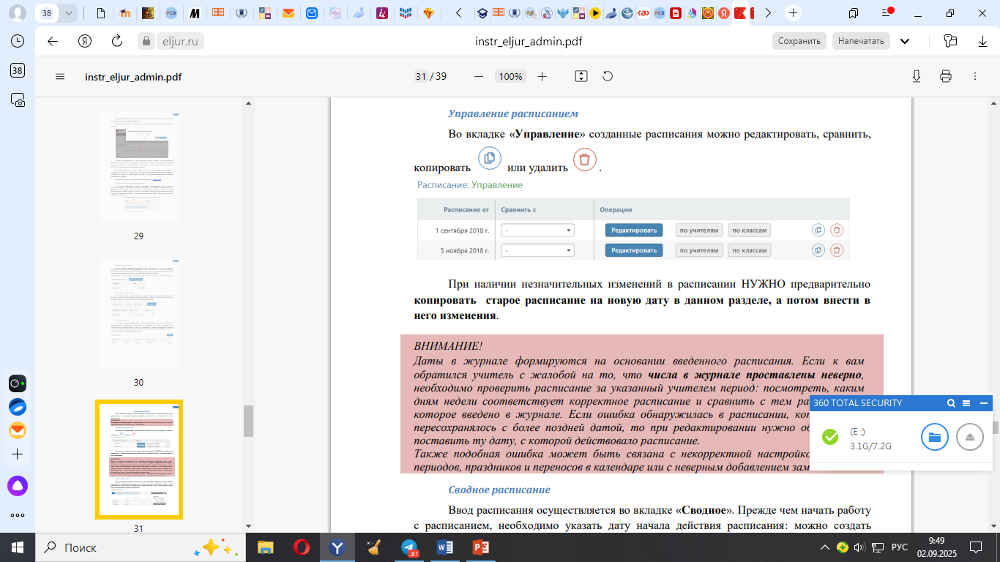 38
eljur.ru
instr_eljur_admin.pdf
Сохранить
Напечатать
38
instr_eljur_admin.pdf
31 / 39
100%
29
30
31
Управление расписанием
Во вкладке «Управление» созданные расписания можно редактировать, сравнить,
копировать или удалить .
Расписание: Управление
Расписание от Сравнить с Операции
1 сентября 2018 г. - Редактировать по учителям по классам
5 ноября 2018 г. - Редактировать по учителям по классам
При наличии незначительных изменений в расписании НУЖНО предварительно
копировать старое расписание на новую дату в данном разделе, а потом внести в
него изменения.
ВНИМАНИЕ!
Даты в журнале формируются на основании введенного расписания. Если к вам
обратился учитель с жалобой на то, что числа в журнале проставлены неверно,
необходимо проверить расписание за указанный учителем период: посмотреть, каким
дням недели соответствует корректное расписание и сравнить с тем ра
которое введено в журнале. Если ошибка обнаружилась в расписании, ко
переписывалось более поздней датой, при редактировании нужно об
поставить ту дату, с которой действовало расписание.
Также подобная ошибка может быть связана с некорректной настройко
периодов, праздников и переносов в календаре или с неверным добавлением зам
Сводное расписание
Ввод расписания осуществляется во вкладке «Сводное». Прежде чем начать работу
с расписанием, необходимо указать дату начала действия расписания: можно создать
360 TOTAL SECURITY
(E :)
3.1G/7.2G
Поиск
81
РУС
9:49
02.09.2025